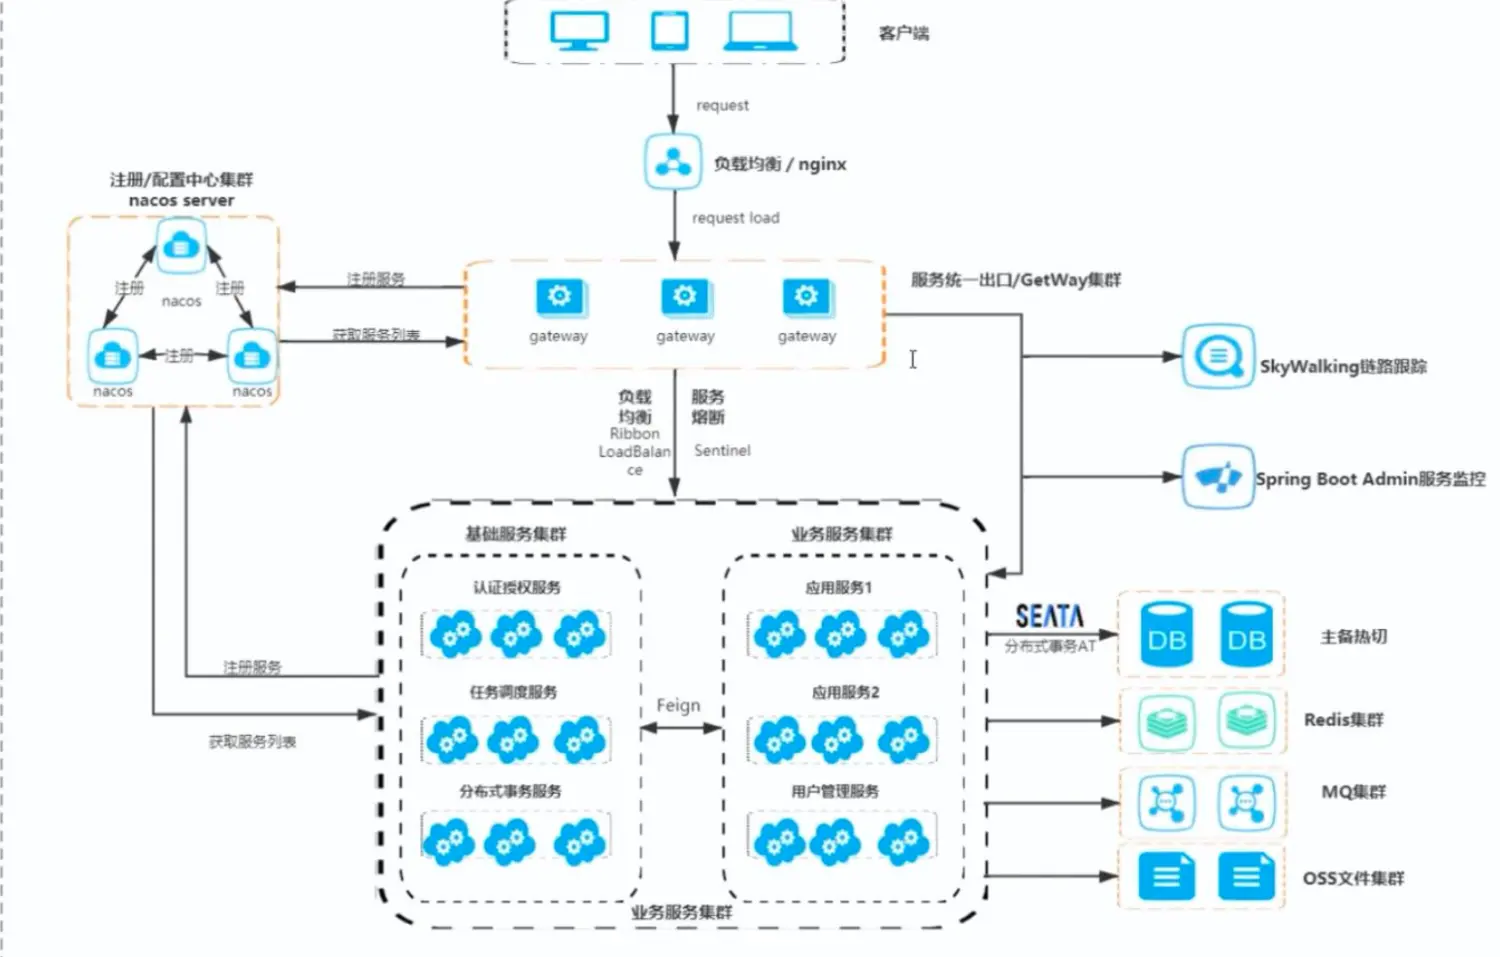 客户端
request
负载均衡 / nginx
request load
注册/配置中心集群
nacos server
注册
注册
nacos
注册
nacos
nacos
注册服务
获取服务列表
gateway
gateway
gateway
服务统一出口/GetWay集群
SkyWalking链路跟踪
Spring Boot Admin服务监控
负载
均衡
Ribbon
LoadBalan
ce
服务
熔断
Sentinel
基础服务集群
业务服务集群
认证授权服务
应用服务1
任务调度服务
应用服务2
Feign
分布式事务服务
用户管理服务
业务服务集群
注册服务
获取服务列表
SEATA
分布式事务AT
DB
DB
主备热切
Redis集群
MQ集群
OSS文件集群